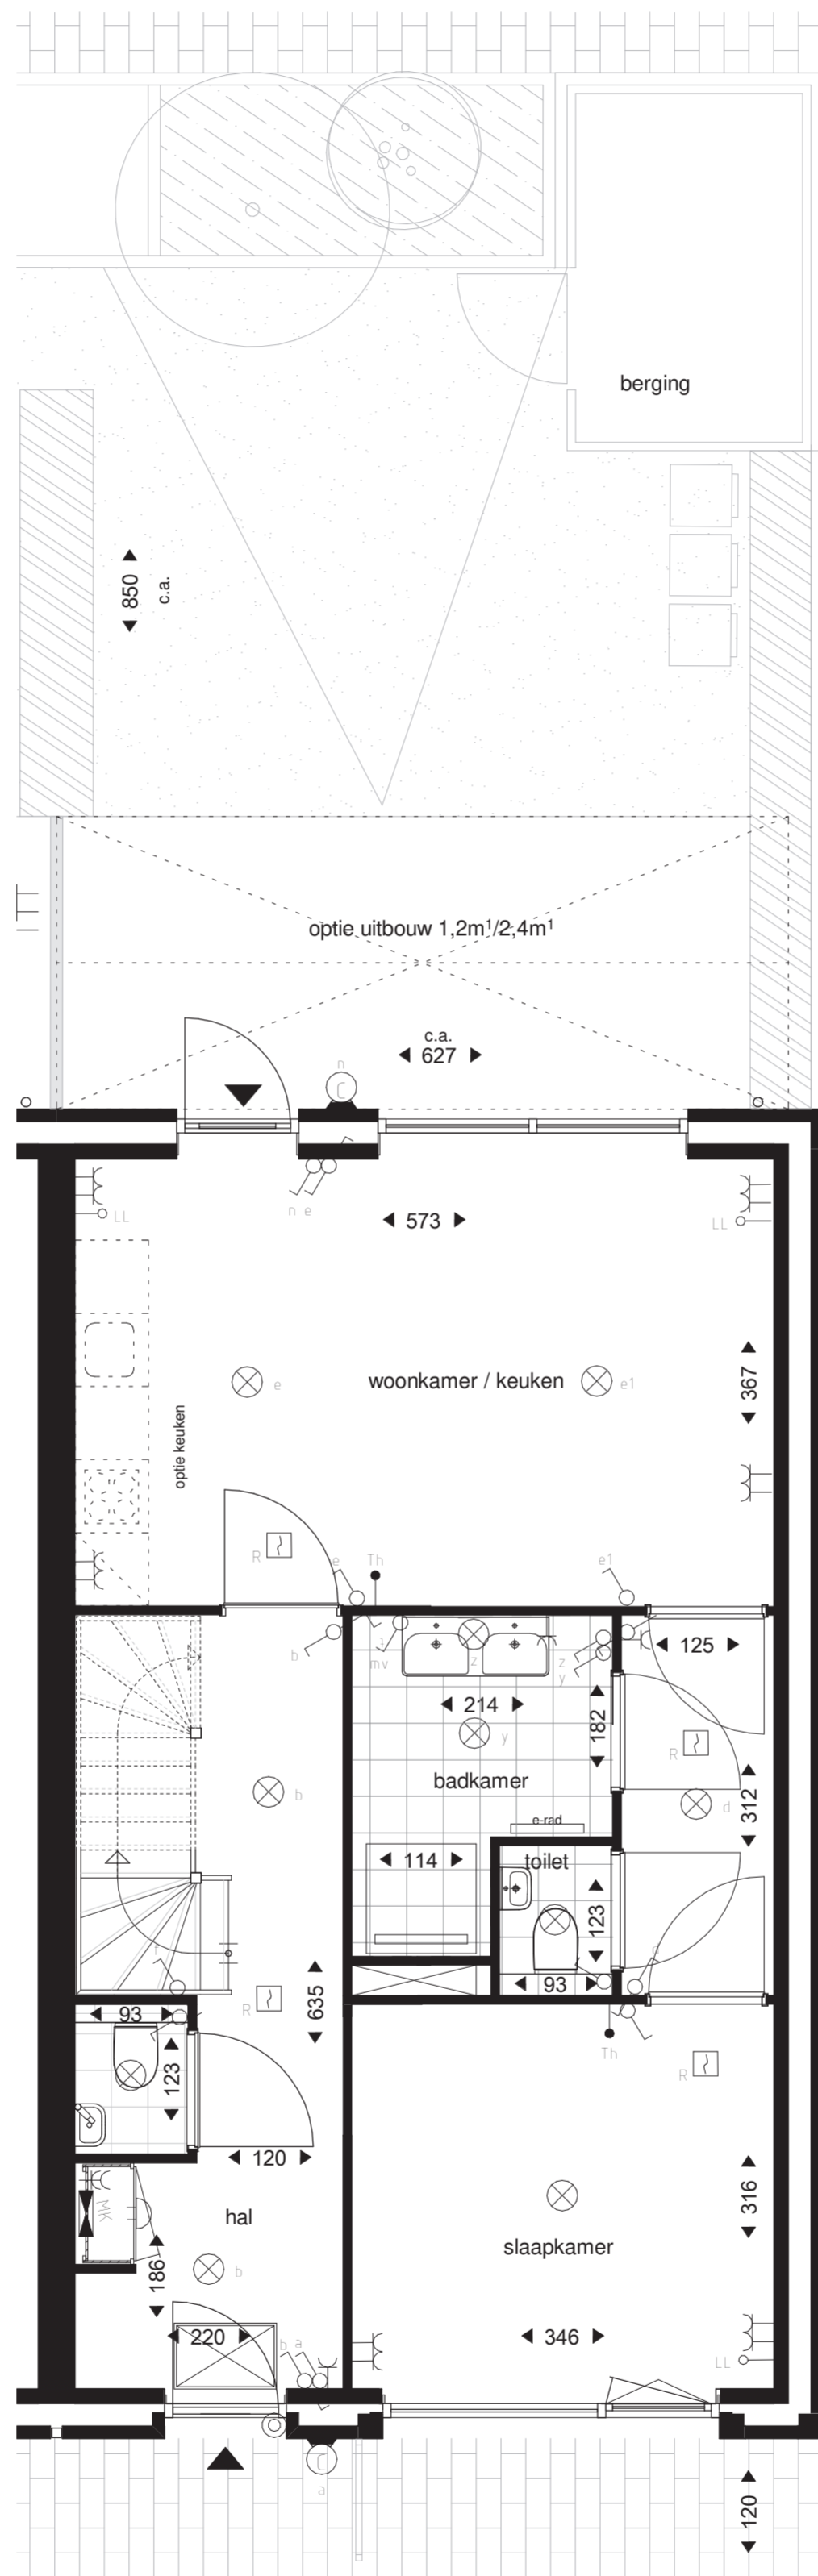 berging
850
c.a.
optie uitbouw 1,2m¹/2,4m¹
c.a.
627
n
C
n e
LL
LL
573
367
woonkamer / keuken
e
e1
optie keuken
R
e
Th
e1
b
mv
z
z
y
125
214
182
y
R
badkamer
b
d
312
e-rad
114
toilet
123
93
R
635
93
123
Th
R
120
MK
hal
316
slaapkamer
186
b
220
b a
346
LL
C
a
120